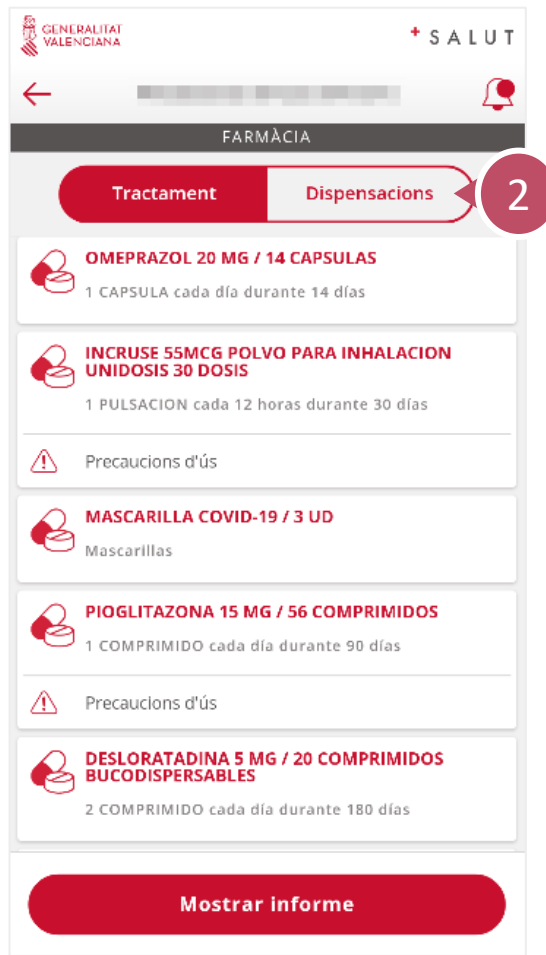 GENERALITAT
VALENCIANA
+ SALUT
FARMÀCIA
Tractament
Dispensacions
2
OMEPRAZOL 20 MG / 14 CAPSULAS
1 CAPSULA cada día durante 14 días
INCRUSE 55MCG POLVO PARA INHALACION
UNIDOSIS 30 DOSIS
1 PULSACION cada 12 horas durante 30 días
Precaucions d'ús
MASCARILLA COVID-19 / 3 UD
Mascarillas
PIOGLITAZONA 15 MG / 56 COMPRIMIDOS
1 COMPRIMIDO cada día durante 90 días
Precaucions d'ús
DESLORATADINA 5 MG / 20 COMPRIMIDOS
BUCODISPERSABLES
2 COMPRIMIDO cada día durante 180 días
Mostrar informe